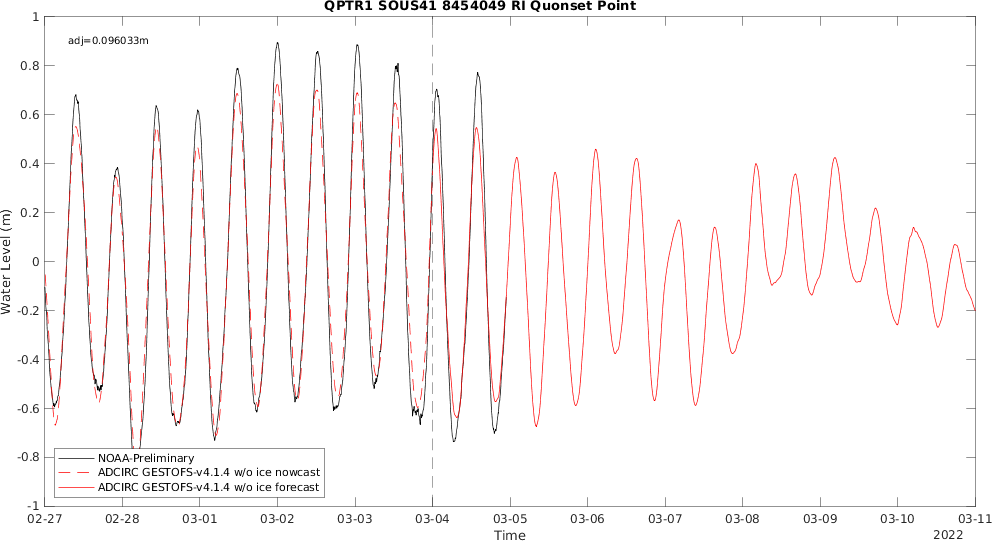 QPTR1 SOUS41 8454049 RI Quonset Point
adj=0.096033m
1
0.8
0.6
0.4
0.2
0
-0.2
-0.4
-0.6
-0.8
-1
Water Level (m)
NOAA-Preliminary
ADCIRC GESTOFS-v4.1.4 w/o ice nowcast
ADCIRC GESTOFS-v4.1.4 w/o ice forecast
02-27 02-28 03-01 03-02 03-03 03-04 03-05 03-06 03-07 03-08 03-09 03-10 03-11
Time
2022